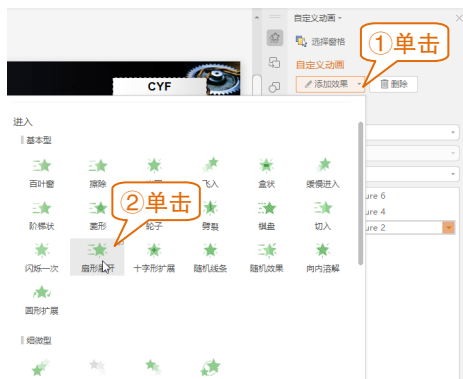 自定义动画
选择窗格
①单击
自定义动画
添加效果
删除
CYF
进入
基本型
百叶窗
擦除
飞入
盒状
缓慢进入
②单击
阶梯状
菱形
轮子
劈裂
棋盘
切入
闪烁一次
扇形展开
十字形扩展
随机线条
随机效果
向内溶解
圆形扩展
细微型
ure 6
ure 4
ure 2